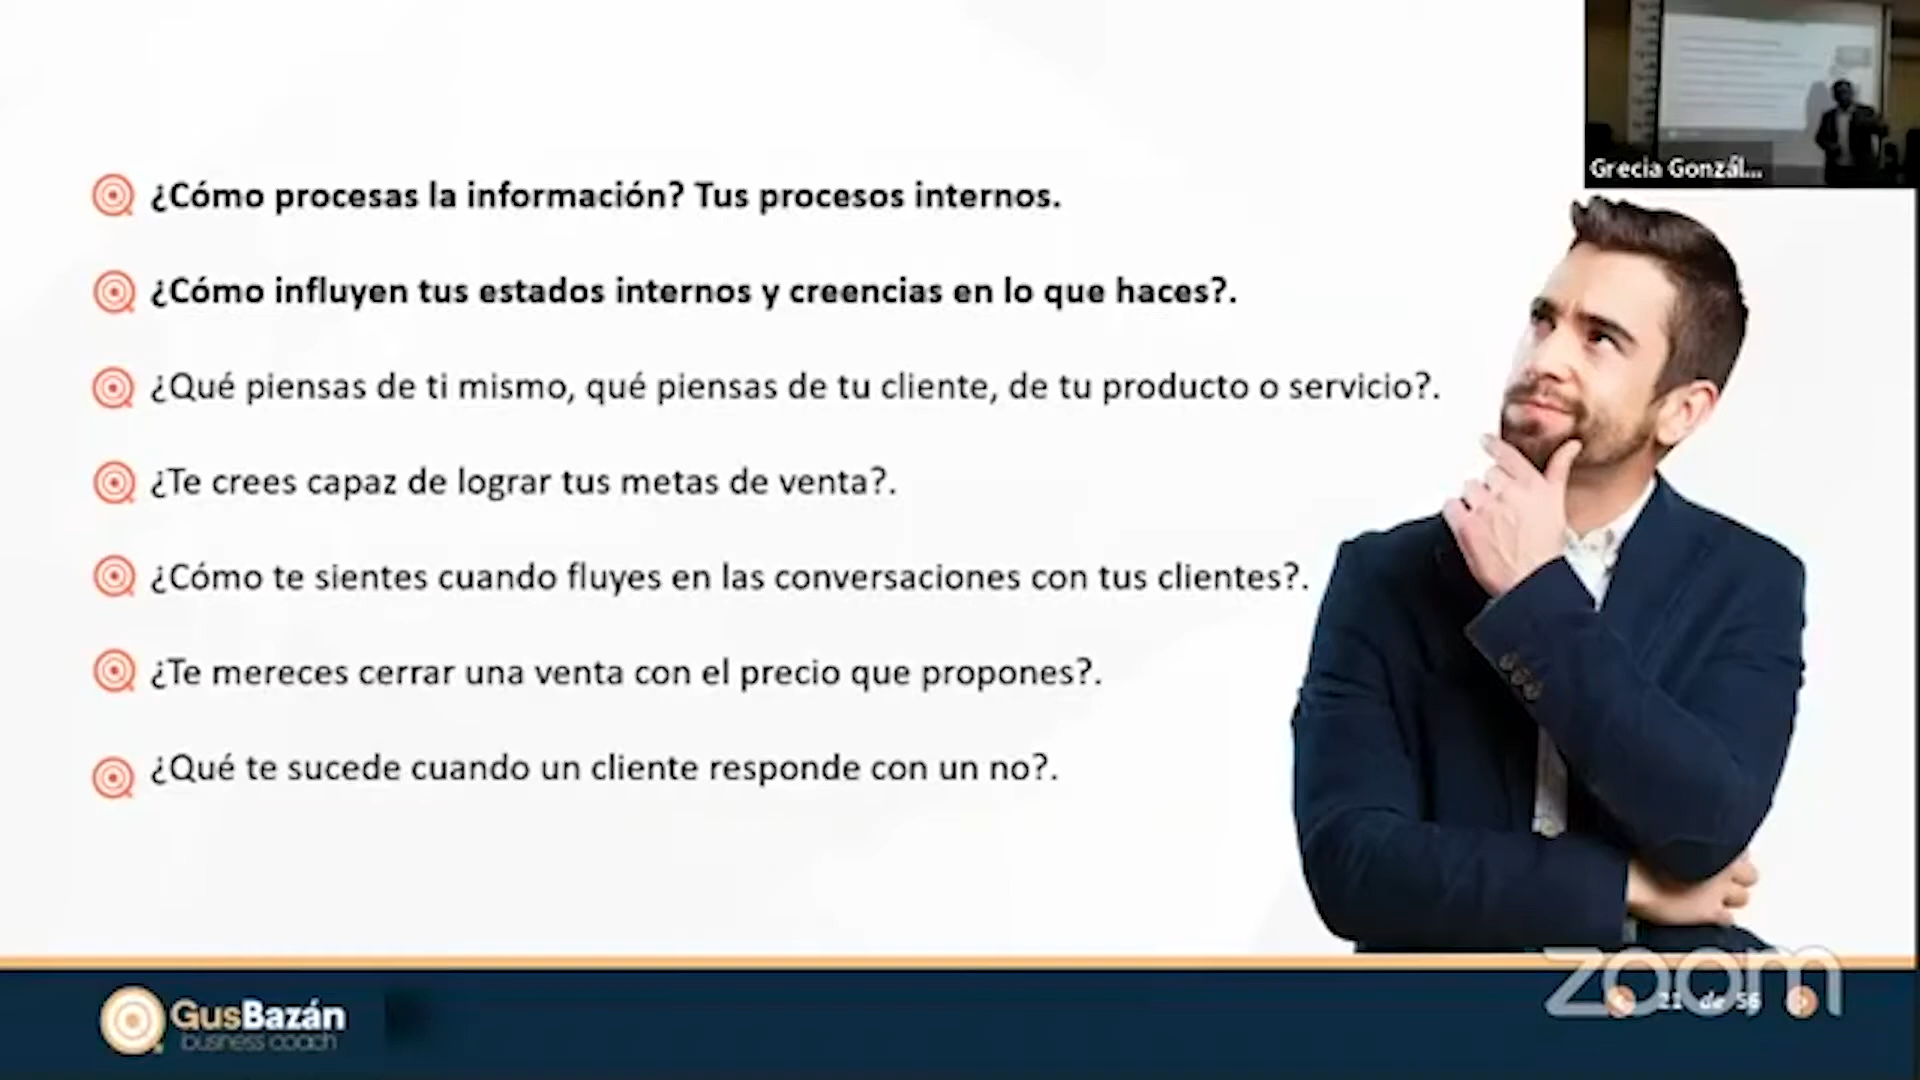 Grecia Gonzál...
¿Cómo procesas la información? Tus procesos internos.
¿Cómo influyen tus estados internos y creencias en lo que haces?.
¿Qué piensas de ti mismo, qué piensas de tu cliente, de tu producto o servicio?.
¿Te crees capaz de lograr tus metas de venta?.
¿Cómo te sientes cuando fluyes en las conversaciones con tus clientes?.
¿Te mereces cerrar una venta con el precio que propones?.
¿Qué te sucede cuando un cliente responde con un no?.
GusBazán
business coach
zoom
21 de 56